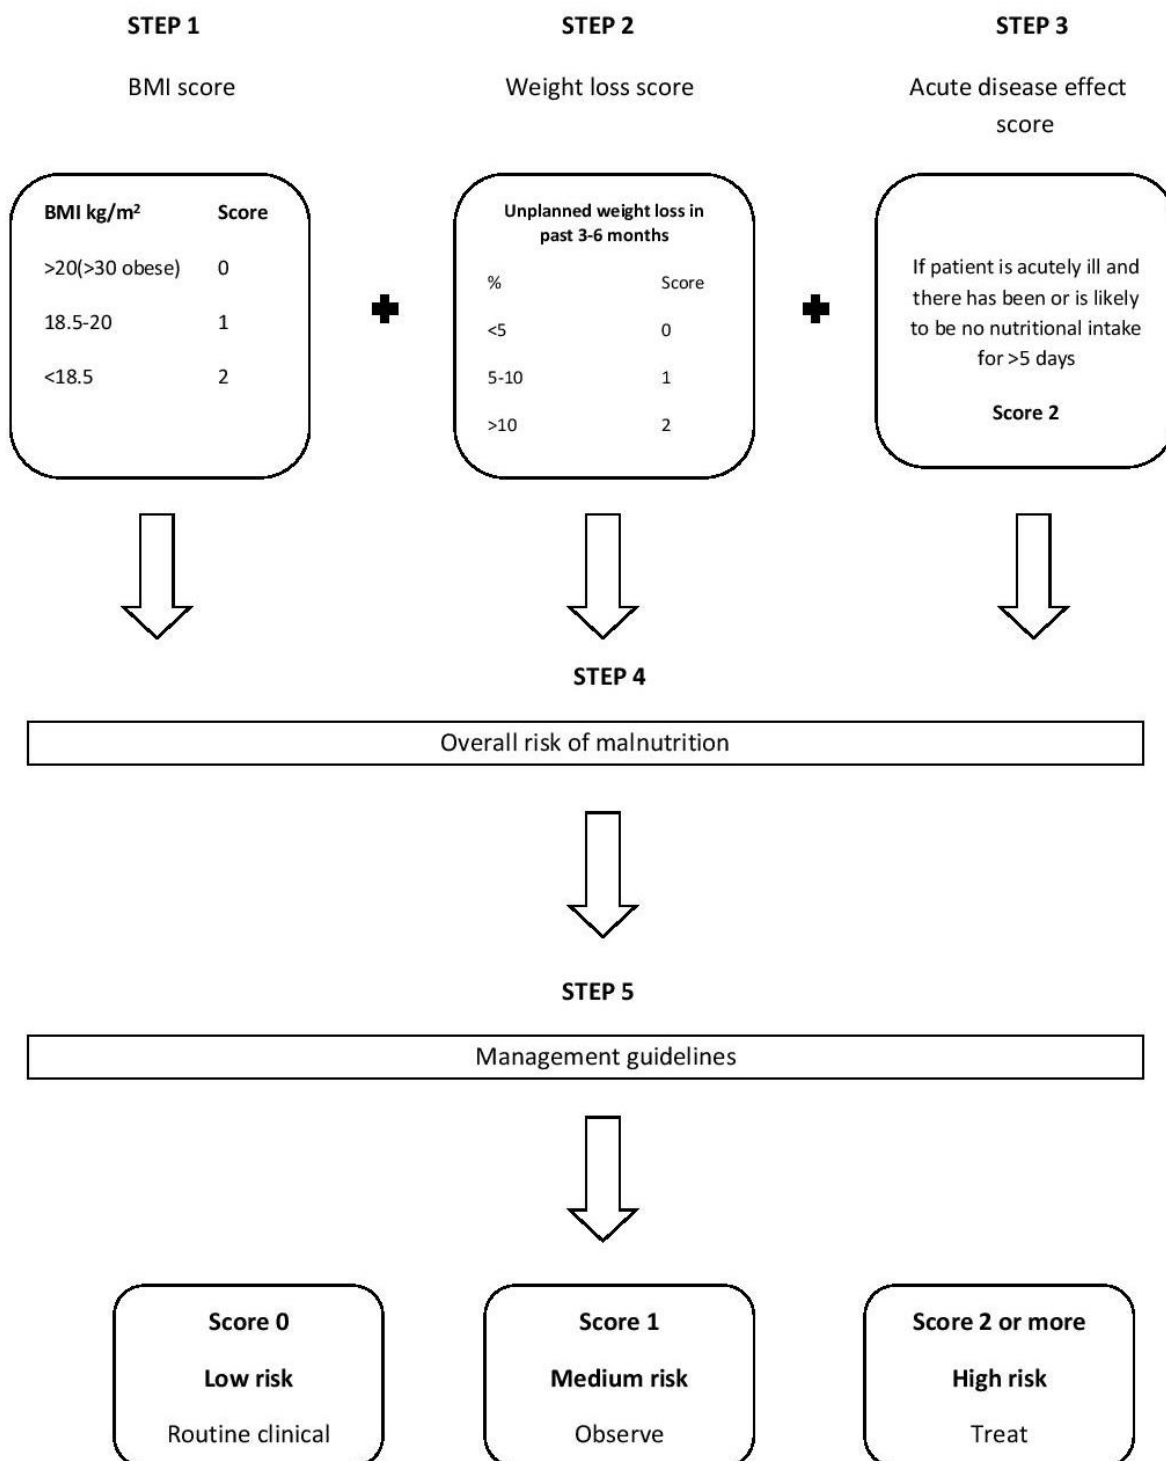 STEP 1
BMI score
STEP 2
Weight loss score
STEP 3
Acute disease effect
score
BMI kg/m² Score
>20(>30 obese) 0
18.5-20 1
<18.5 2
Unplanned weight loss in
past 3-6 months
% Score
<5 0
5-10 1
>10 2
If patient is acutely ill and
there has been or is likely
to be no nutritional intake
for >5 days
Score 2
STEP 4
Overall risk of malnutrition
STEP 5
Management guidelines
Score 0
Low risk
Routine clinical
Score 1
Medium risk
Observe
Score 2 or more
High risk
Treat